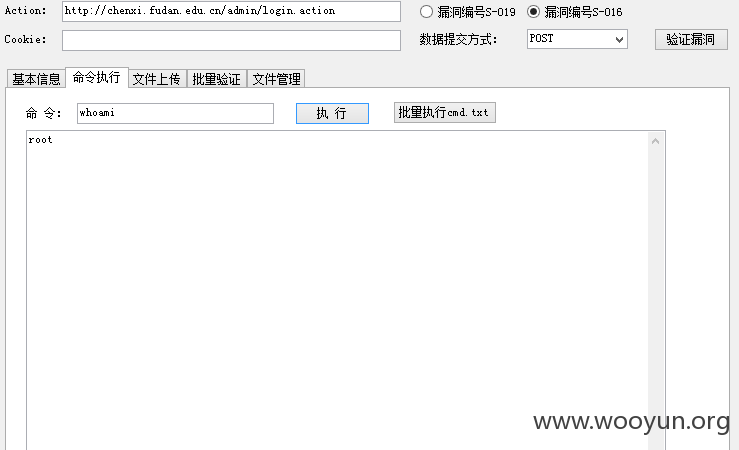 Action: http://chenxi.fudan.edu.cn/admin/login.action 漏洞编号S-019 漏洞编号S-016
Cookie: 数据提交方式: POST 验证漏洞
基本信息 命令执行 文件上传 批量验证 文件管理
命 令: whoami 执 行 批量执行cmd.txt
root
www.wooyun.org